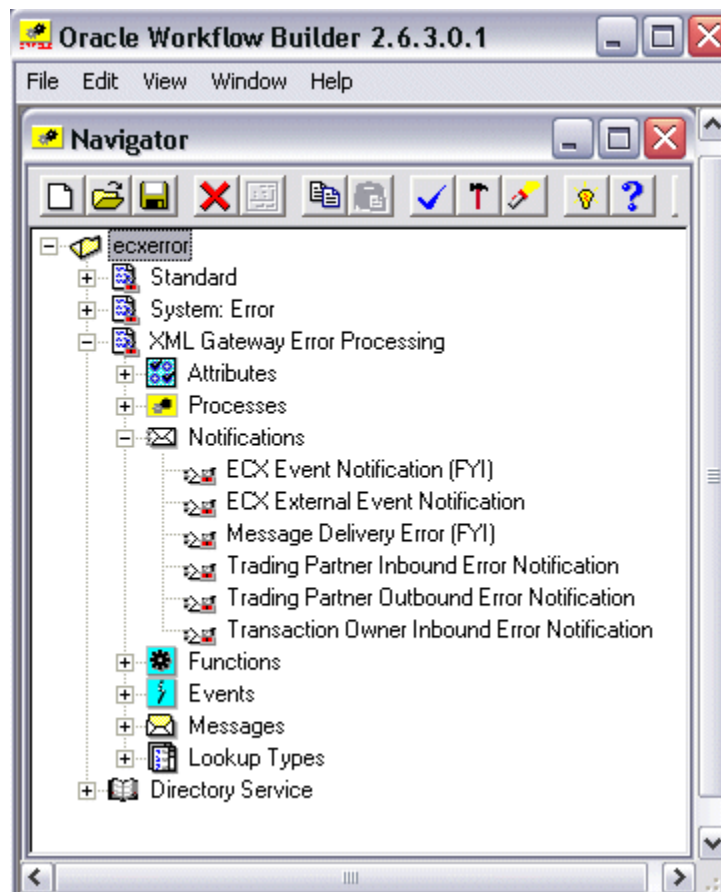 Oracle Workflow Builder 2.6.3.0.1
File Edit View Window Help
Navigator
ecxerror
Standard
System: Error
XML Gateway Error Processing
Attributes
Processes
Notifications
ECX Event Notification (FYI)
ECX External Event Notification
Message Delivery Error (FYI)
Trading Partner Inbound Error Notification
Trading Partner Outbound Error Notification
Transaction Owner Inbound Error Notification
Functions
Events
Messages
Lookup Types
Directory Service